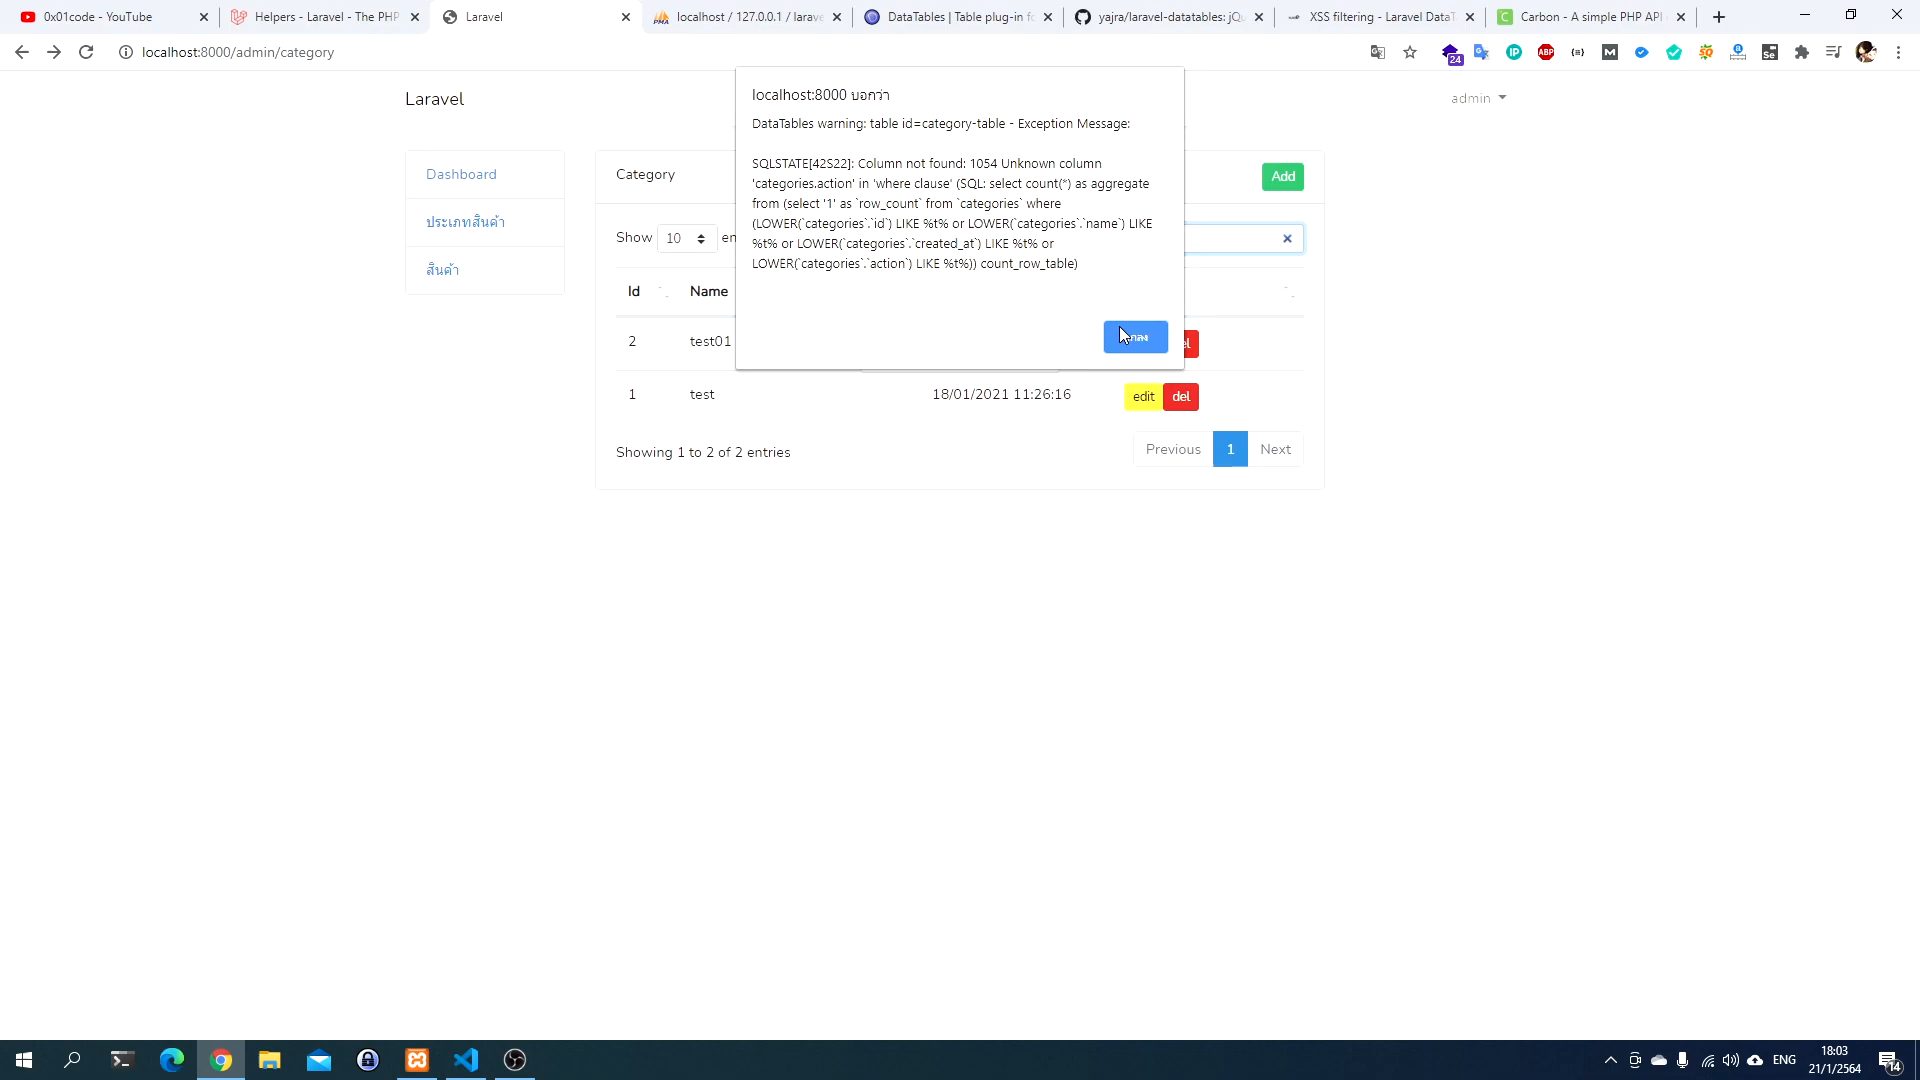 0x01code - YouTube
Helpers - Laravel - The PHP
Laravel
localhost / 127.0.0.1 / larave
DataTables | Table plug-in fo
yajra/laravel-datatables: jQu
XSS filtering - Laravel DataT
Carbon - A simple PHP API
localhost:8000/admin/category
24
Laravel
admin
localhost:8000 บอกว่า
DataTables warning: table id=category-table - Exception Message:
SQLSTATE[42S22]: Column not found: 1054 Unknown column
'categories.action' in 'where clause' (SQL: select count(*) as aggregate
from (select '1' as `row_count` from `categories` where
(LOWER(`categories`.`id`) LIKE %t% or LOWER(`categories`.`name`) LIKE
%t% or LOWER(`categories`.`created_at`) LIKE %t% or
LOWER(`categories`.`action`) LIKE %t%)) count_row_table)
Dashboard
ประเภทสินค้า
สินค้า
Category
Add
Show 10 en
Id
Name
2
test01
1
test
18/01/2021 11:26:16
edit
del
Showing 1 to 2 of 2 entries
Previous
1
Next
ENG
18:03
21/1/2564
14